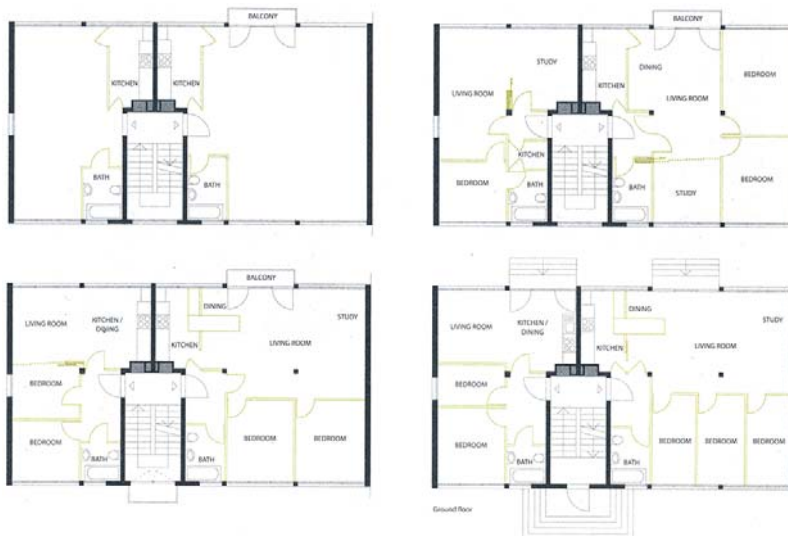 BALCONY
KITCHEN
KITCHEN
BATH
BATH
BALCONY
STUDY
DINING
BEDROOM
LIVING ROOM
KITCHEN
LIVING ROOM
KITCHEN
BEDROOM
BATH
BATH
STUDY
BEDROOM
BALCONY
DINING
STUDY
LIVING ROOM
KITCHEN /
DINING
KITCHEN
LIVING ROOM
BEDROOM
BEDROOM
BATH
BATH
BEDROOM
BEDROOM
DINING
STUDY
LIVING ROOM
KITCHEN /
DINING
KITCHEN
LIVING ROOM
BEDROOM
BEDROOM
BATH
BATH
BEDROOM
BEDROOM
BEDROOM
Ground floor